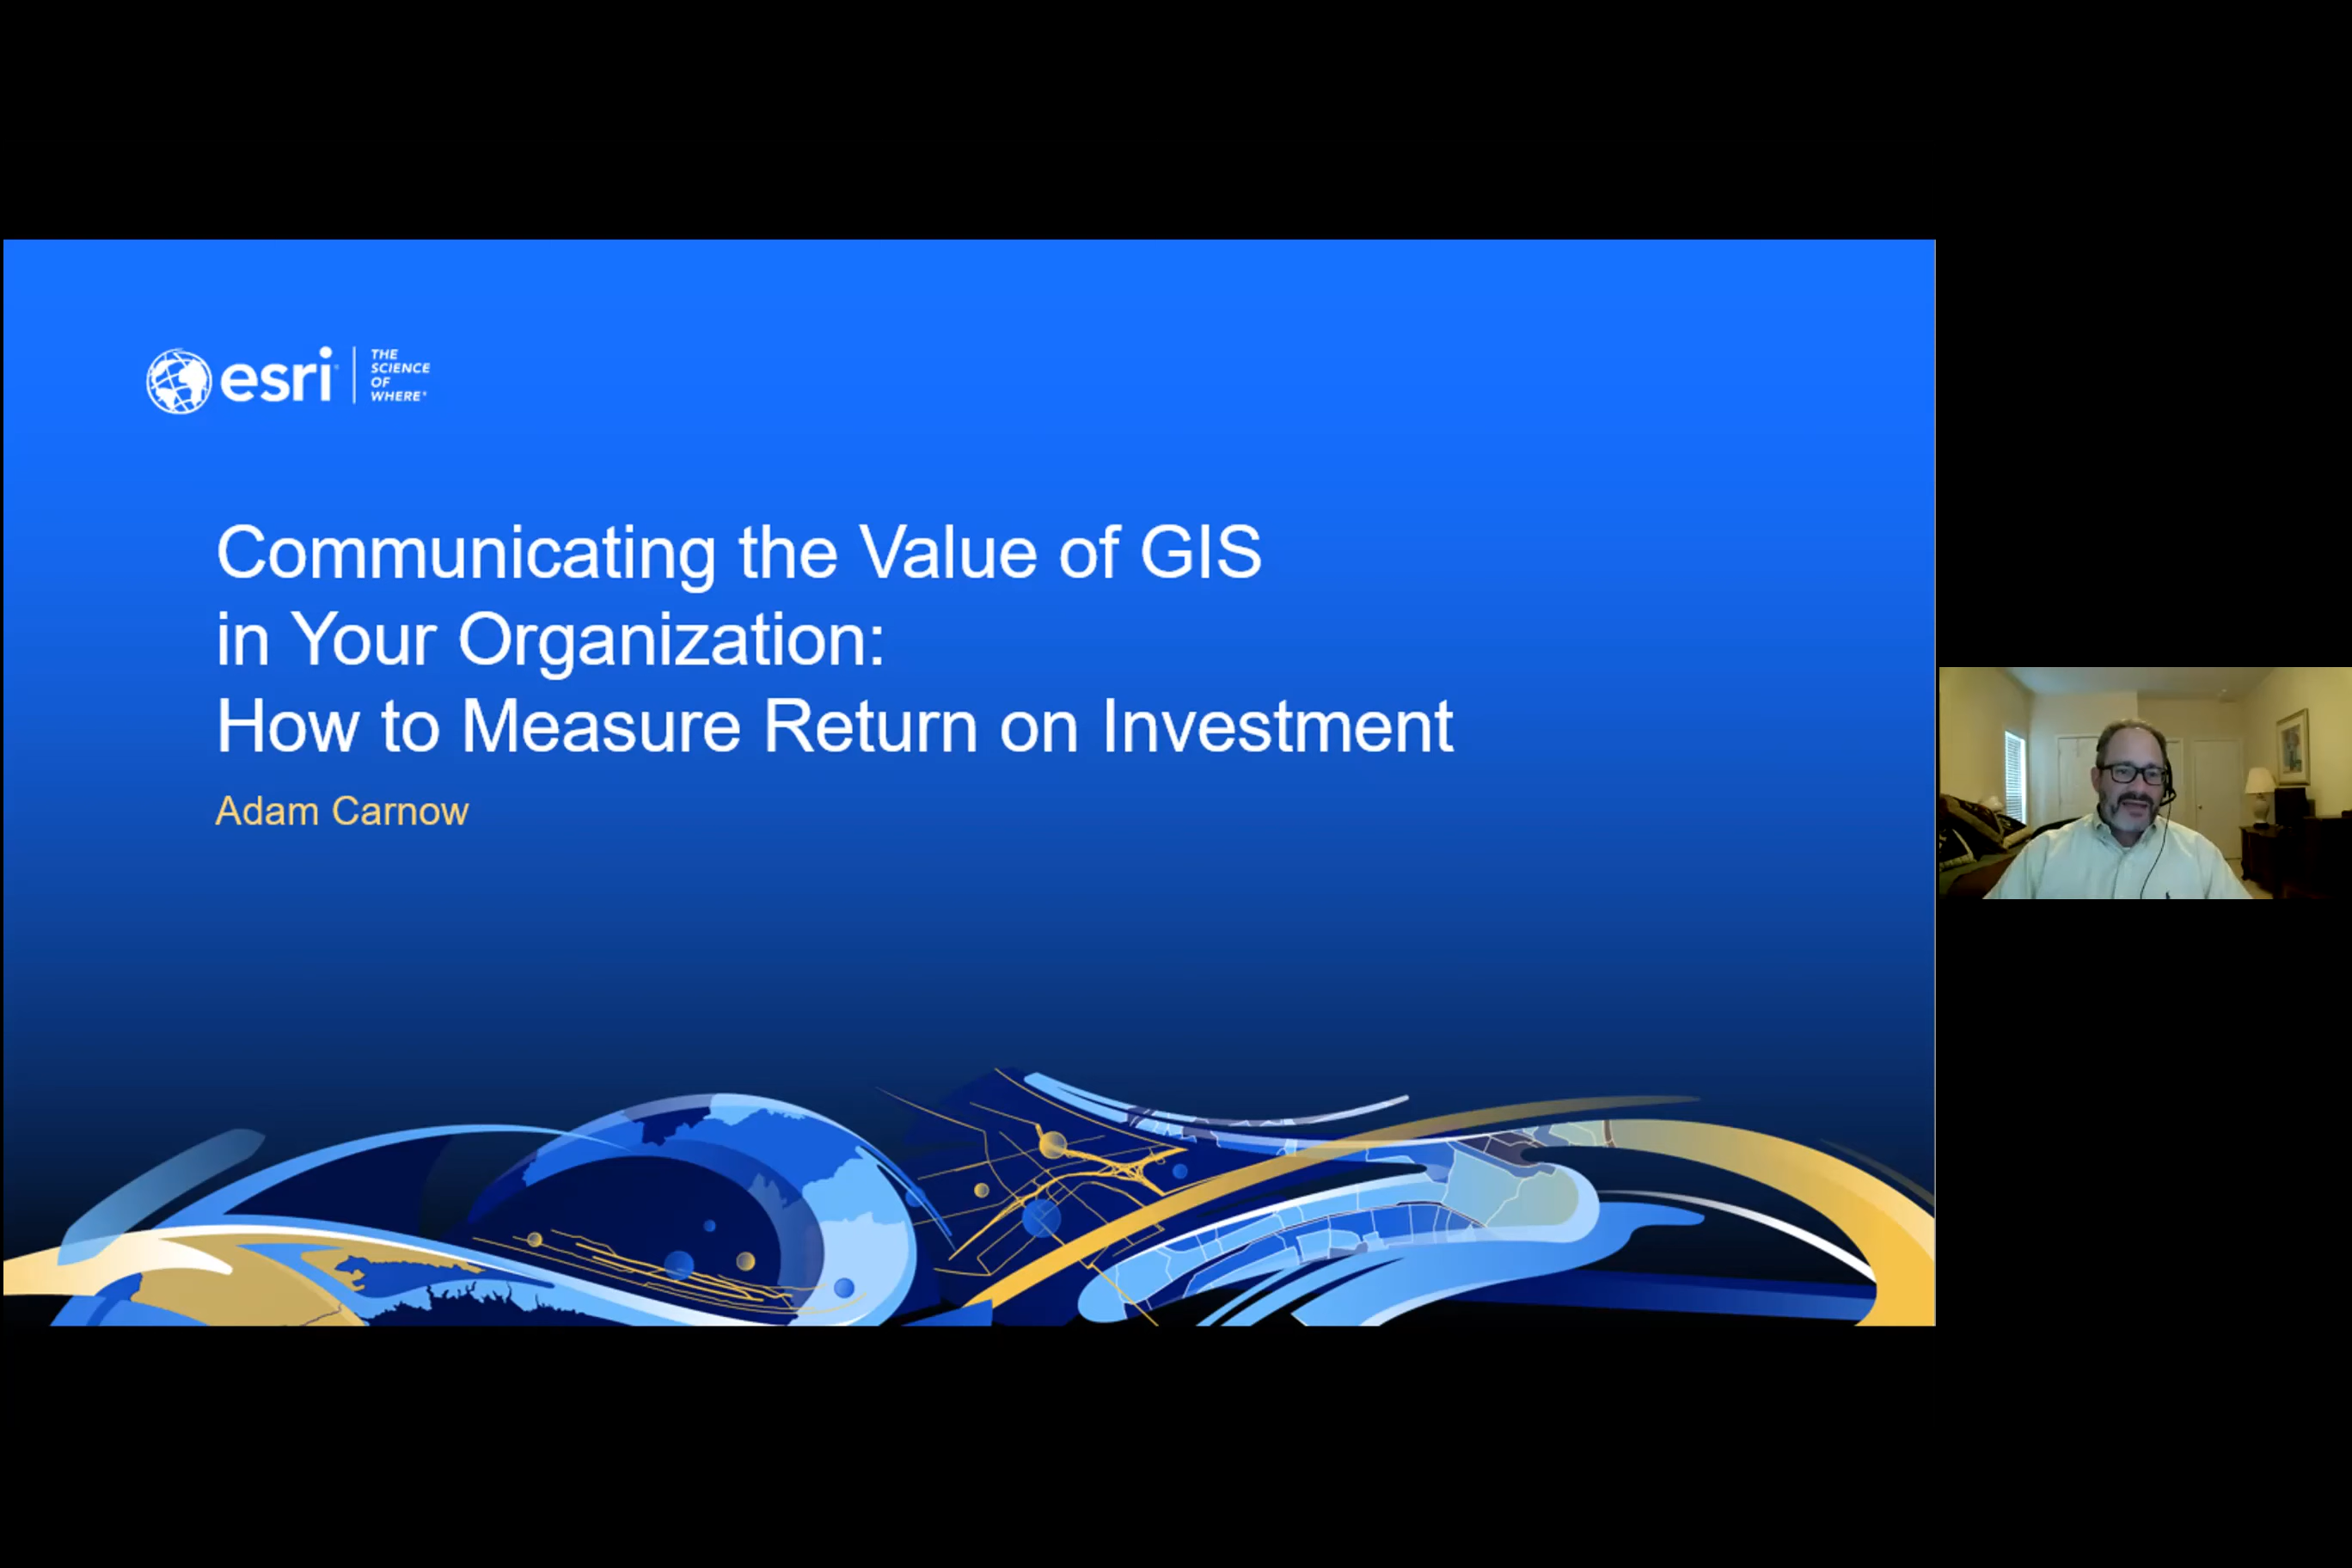 esri
THE
SCIENCE
OF
WHERE®
Communicating the Value of GIS
in Your Organization:
How to Measure Return on Investment
Adam Carnow